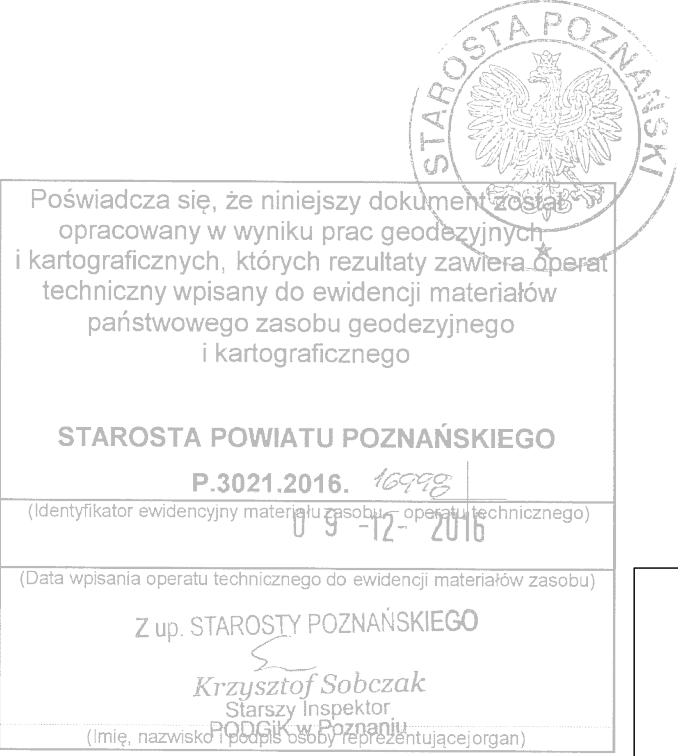 STAROSTA POZNAŃSKI
Poświadcza się, że niniejszy dokument został
opracowany w wyniku prac geodezyjnych
i kartograficznych, których rezultaty zawiera operat
techniczny wpisany do ewidencji materiałów
państwowego zasobu geodezyjnego
i kartograficznego
STAROSTA POWIATU POZNAŃSKIEGO
P.3021.2016. 16998
(Identyfikator ewidencyjny materiału zasobu – operatu technicznego)
09 -12- 2016
(Data wpisania operatu technicznego do ewidencji materiałów zasobu)
Z up. STAROSTY POZNAŃSKIEGO
Krzysztof Sobczak
Starszy Inspektor
PODGiK w Poznaniu
(Imię, nazwisko i podpis osoby reprezentującej organ)